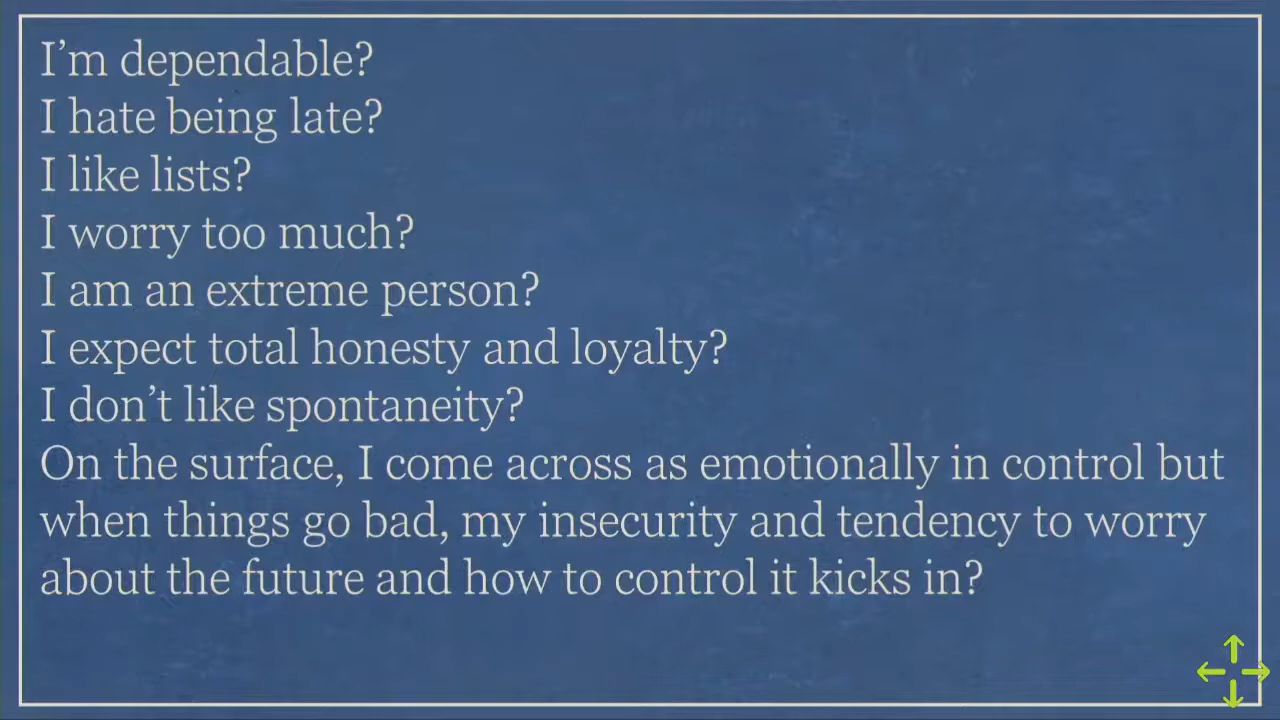 I’m dependable?
I hate being late?
I like lists?
I worry too much?
I am an extreme person?
I expect total honesty and loyalty?
I don’t like spontaneity?
On the surface, I come across as emotionally in control but
when things go bad, my insecurity and tendency to worry
about the future and how to control it kicks in?